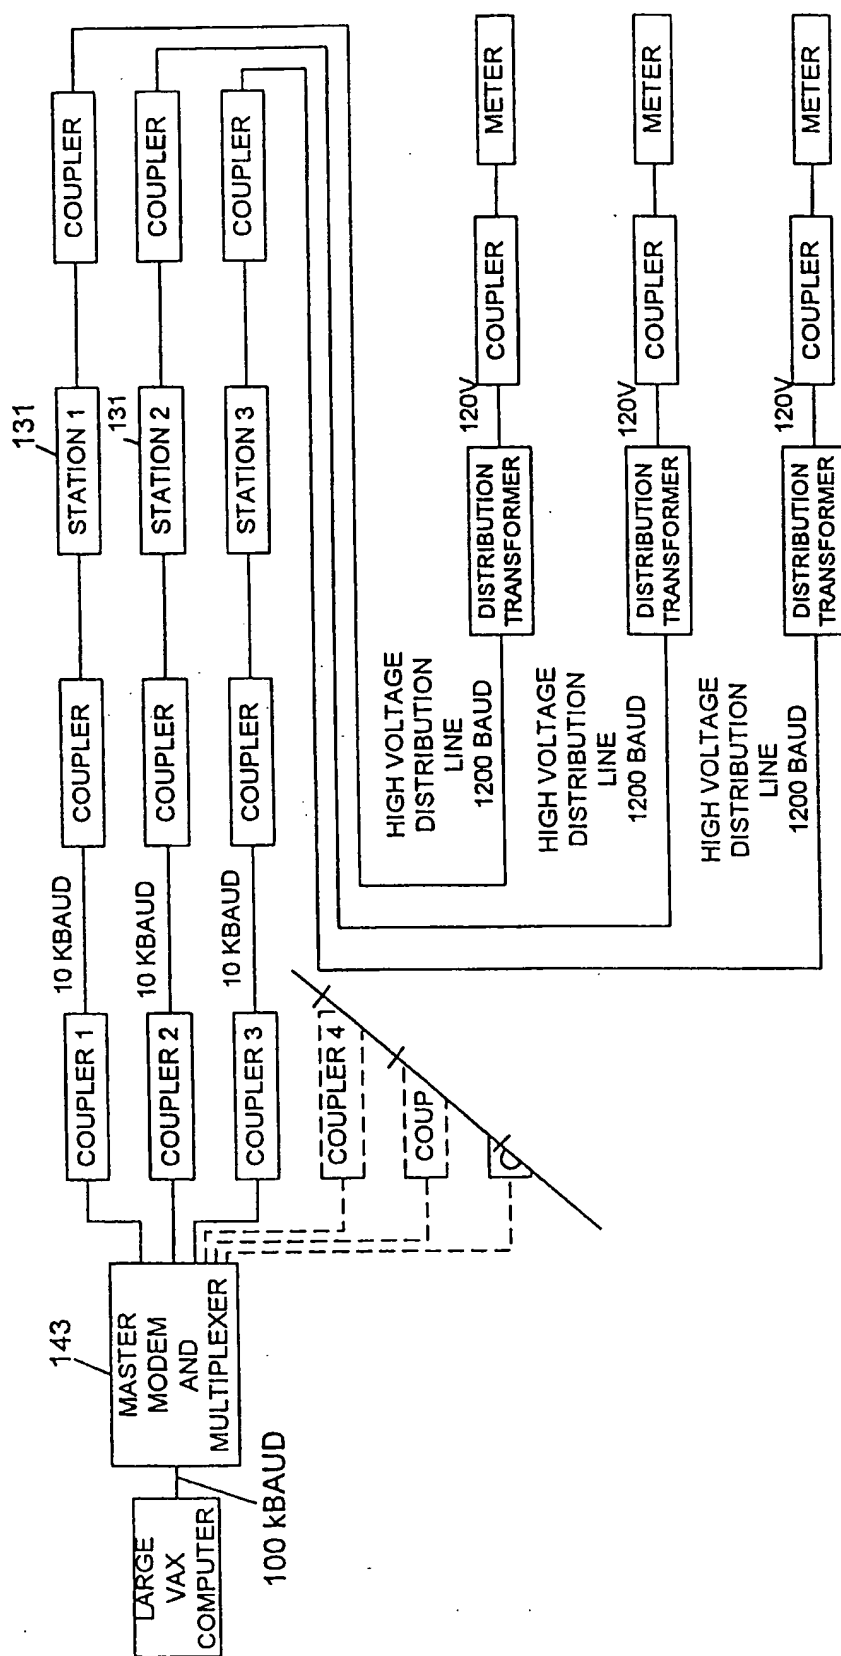 LARGE
VAX
COMPUTER
100 kBAUD
143
MASTER
MODEM
AND
MULTIPLEXER
COUPLER 1
10 KBAUD
COUPLER
131
STATION 1
COUPLER
COUPLER 2
10 KBAUD
COUPLER
131
STATION 2
COUPLER
COUPLER 3
10 KBAUD
COUPLER
STATION 3
COUPLER
COUPLER 4
COUP
C
HIGH VOLTAGE
DISTRIBUTION
LINE
1200 BAUD
DISTRIBUTION
TRANSFORMER
120V
COUPLER
METER
HIGH VOLTAGE
DISTRIBUTION
LINE
1200 BAUD
DISTRIBUTION
TRANSFORMER
120V
COUPLER
METER
HIGH VOLTAGE
DISTRIBUTION
LINE
1200 BAUD
DISTRIBUTION
TRANSFORMER
120V
COUPLER
METER